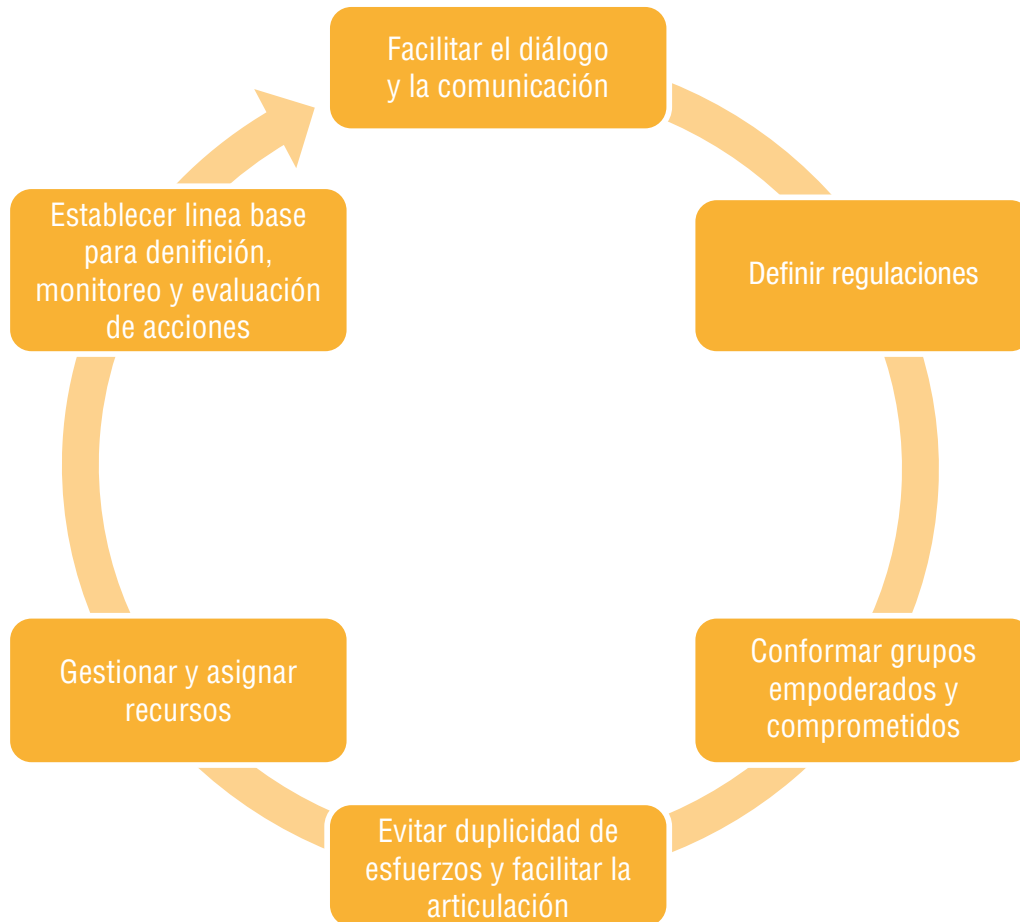 Facilitar el diálogo
y la comunicación
Definir regulaciones
Conformar grupos
empoderados y
comprometidos
Evitar duplicidad de
esfuerzos y facilitar la
articulación
Gestionar y asignar
recursos
Establecer linea base
para denifición,
monitoreo y evaluación
de acciones